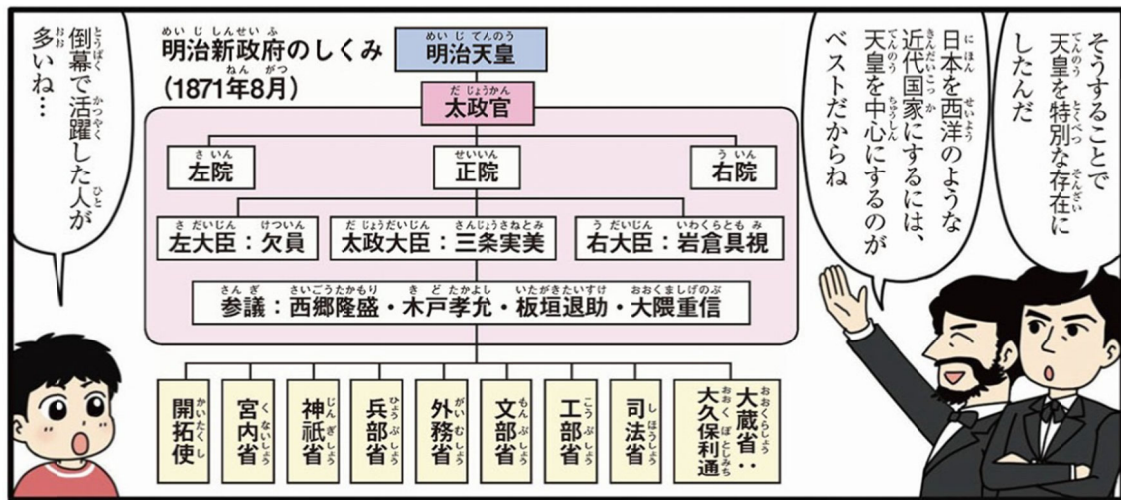 そうすることで
天皇を特別な存在に
したんだ
日本を西洋のような
近代国家にするには、
天皇を中心にするのが
ベストだからね
明治新政府のしくみ
(1871年8月)
明治天皇
太政官
左院
正院
右院
左大臣：欠員
太政大臣：三条実美
右大臣：岩倉具視
参議：西郷隆盛・木戸孝允・板垣退助・大隈重信
大蔵省：
大久保利通
司法省
工部省
文部省
外務省
兵部省
神祇省
宮内省
開拓使
倒幕で活躍した人が
多いね…